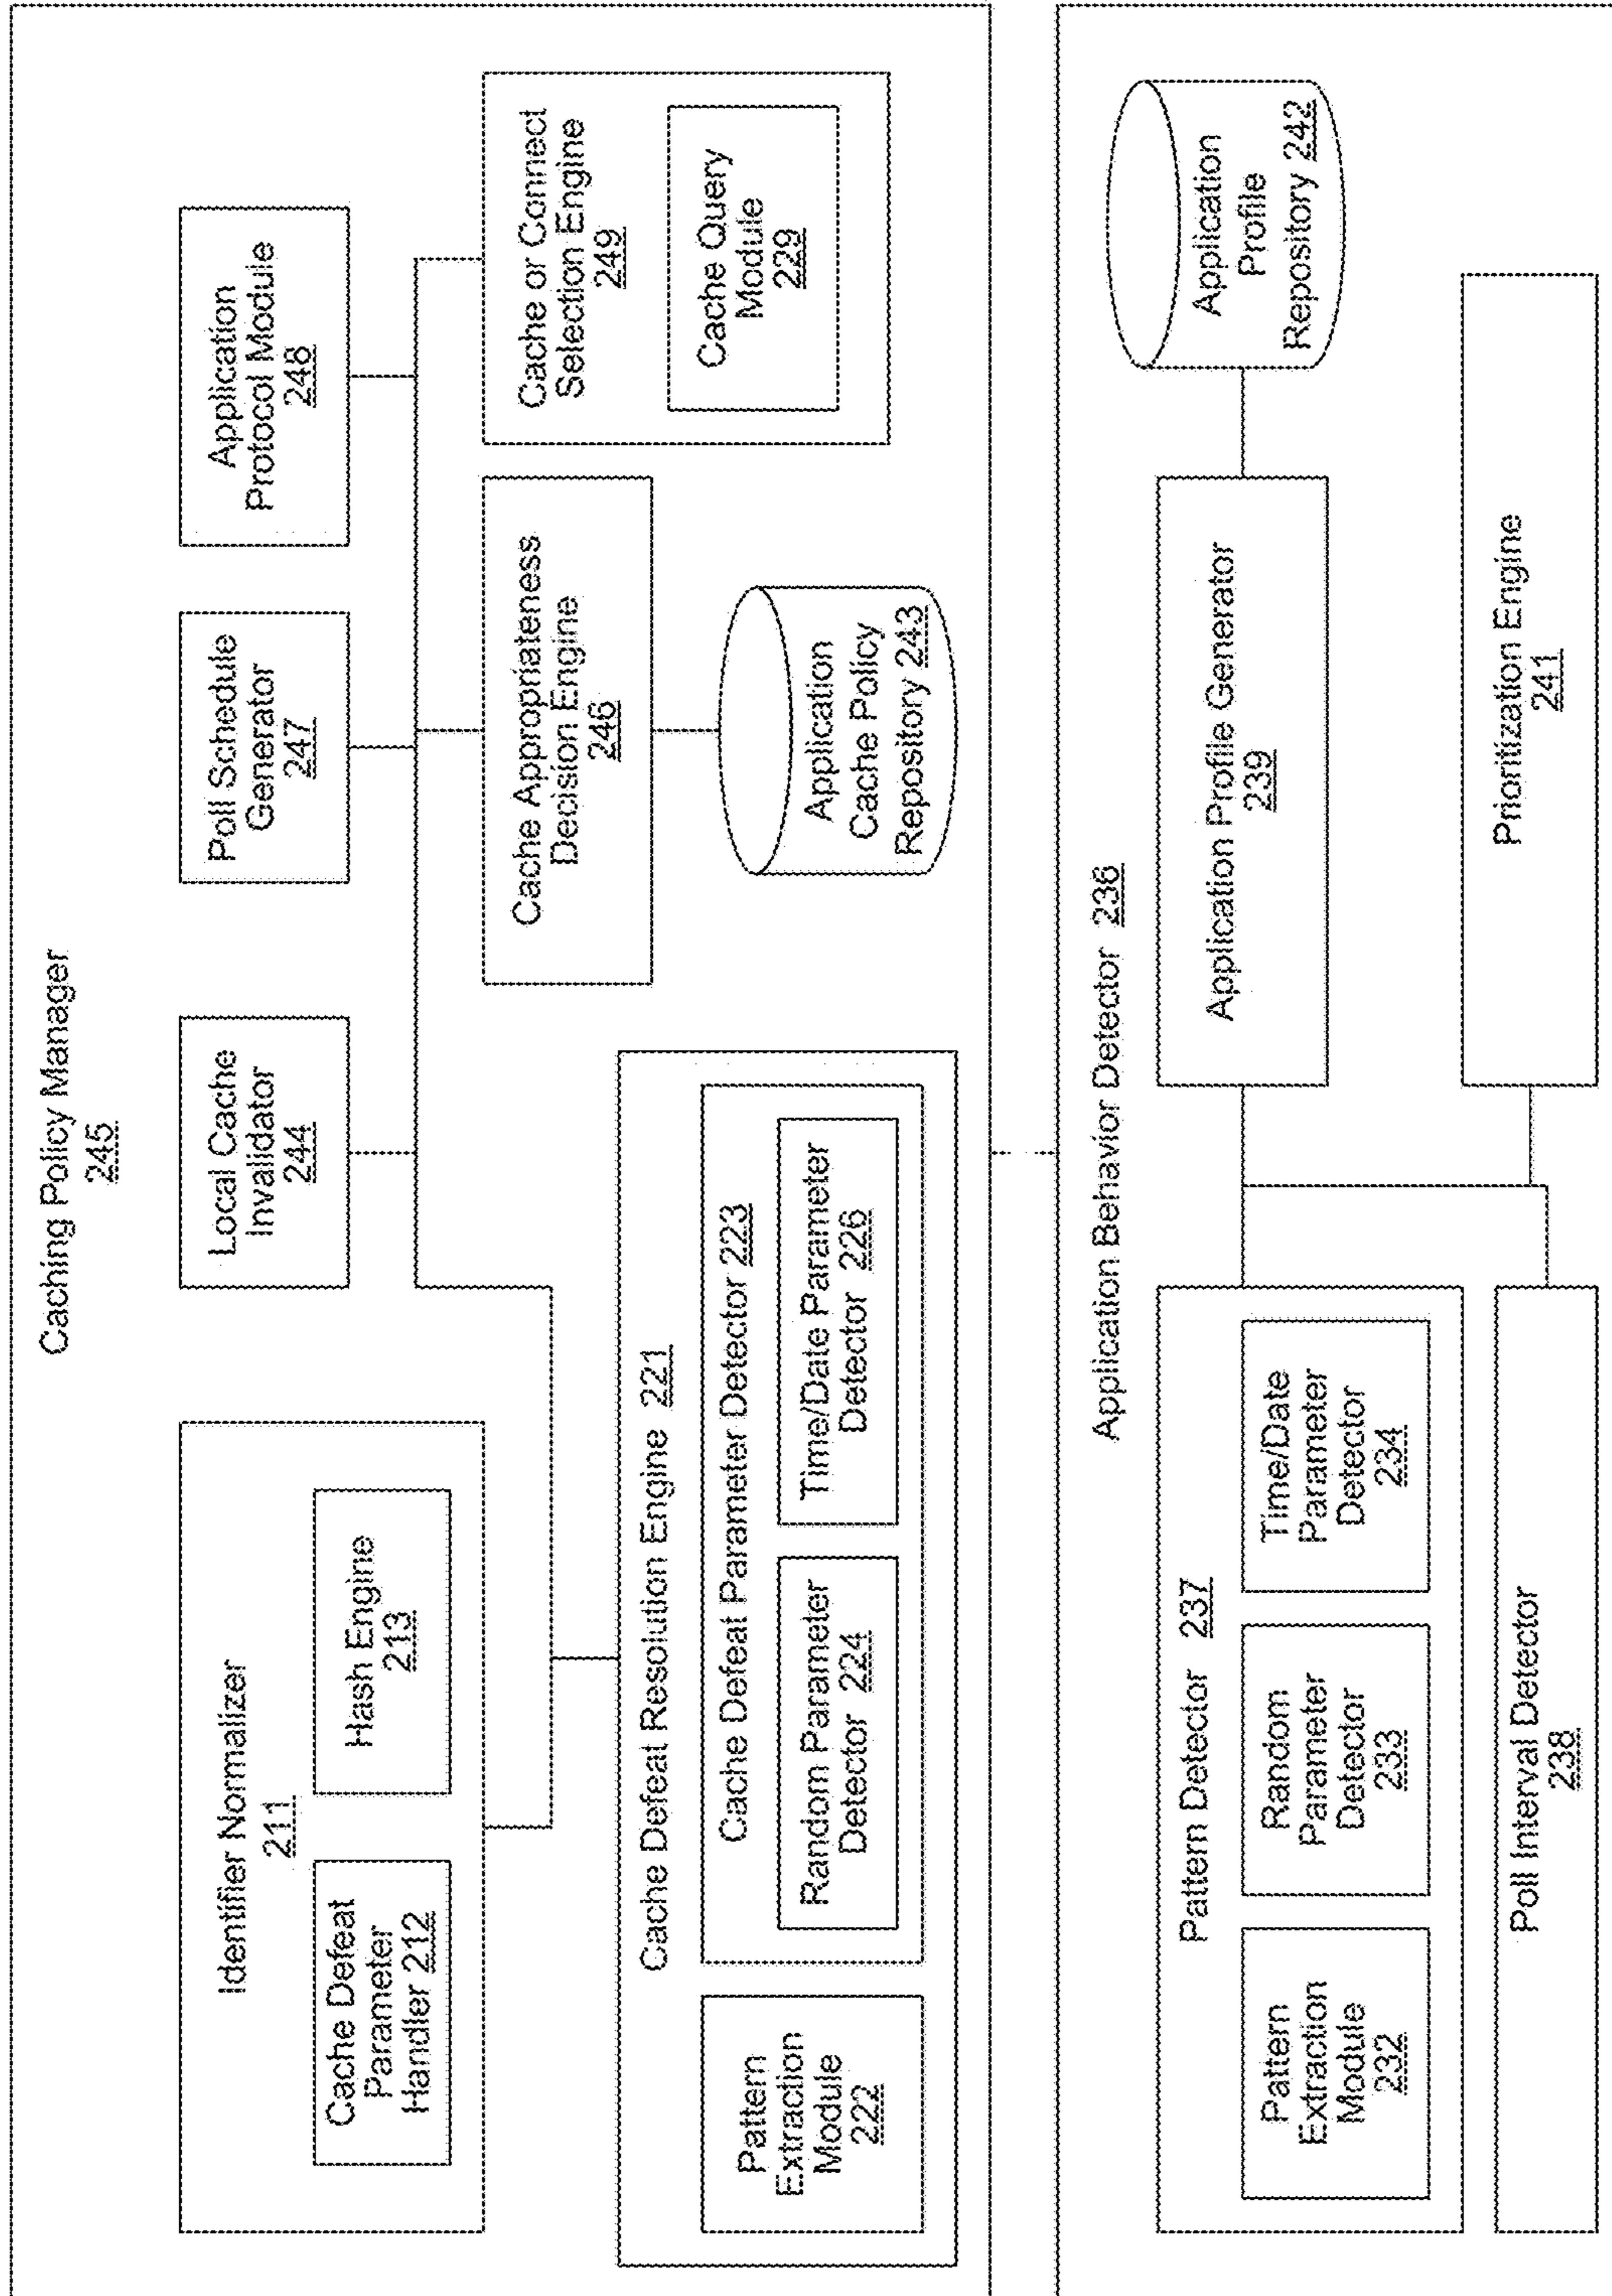 Caching Policy Manager
245
Identifier Normalizer
211
Cache Defeat
Parameter
Handler 212
Hash Engine
213
Local Cache
Invalidator
244
Poll Schedule
Generator
247
Application
Protocol Module
248
Cache Defeat Resolution Engine 221
Pattern
Extraction
Module
222
Cache Defeat Parameter Detector 223
Random Parameter
Detector 224
Time/Date Parameter
Detector 226
Cache Appropriateness
Decision Engine
246
Application
Cache Policy
Repository 243
Cache or Connect
Selection Engine
249
Cache Query
Module
229
Application Behavior Detector 236
Pattern Detector 237
Pattern
Extraction
Module
232
Random
Parameter
Detector
233
Time/Date
Parameter
Detector
234
Poll Interval Detector
238
Application Profile Generator
239
Application
Profile
Repository 242
Prioritization Engine
241